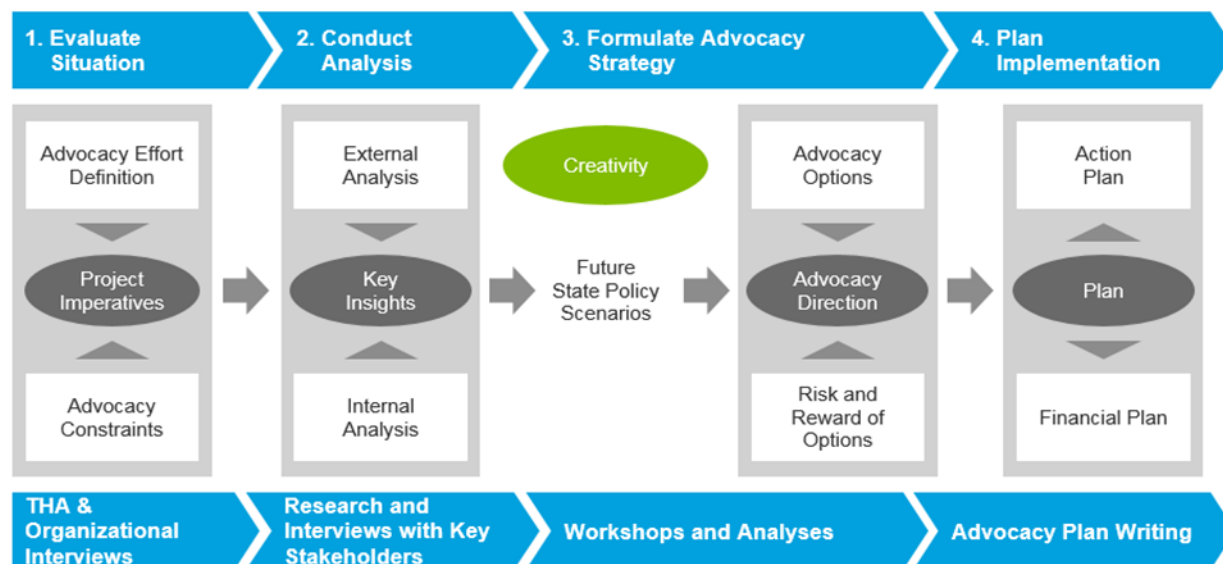 1. Evaluate
Situation
2. Conduct
Analysis
3. Formulate Advocacy
Strategy
4. Plan
Implementation
Advocacy Effort
Definition
Project
Imperatives
Advocacy
Constraints
External
Analysis
Key
Insights
Internal
Analysis
Creativity
Future
State Policy
Scenarios
Advocacy
Options
Advocacy
Direction
Risk and
Reward of
Options
Action
Plan
Plan
Financial Plan
THA &
Organizational
Interviews
Research and
Interviews with Key
Stakeholders
Workshops and Analyses
Advocacy Plan Writing